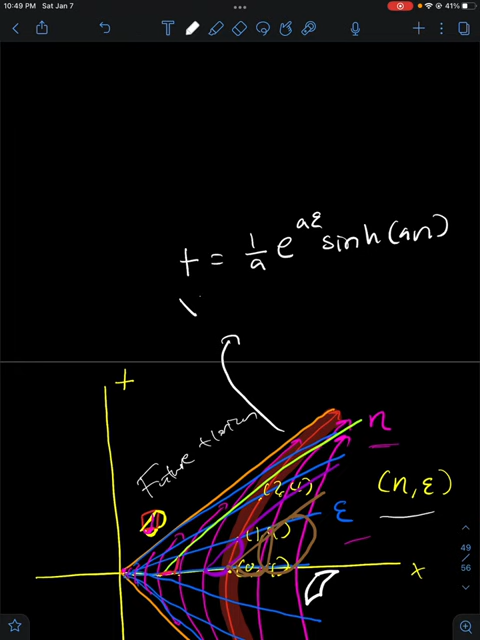 10:49 PM Sat Jan 7
41%
t = 1/a e^{aξ} sinh(aη)
t
Future Horizon
η
(2,1)
(η,ξ)
ξ
(1,1)
(0,1)
x
49
56